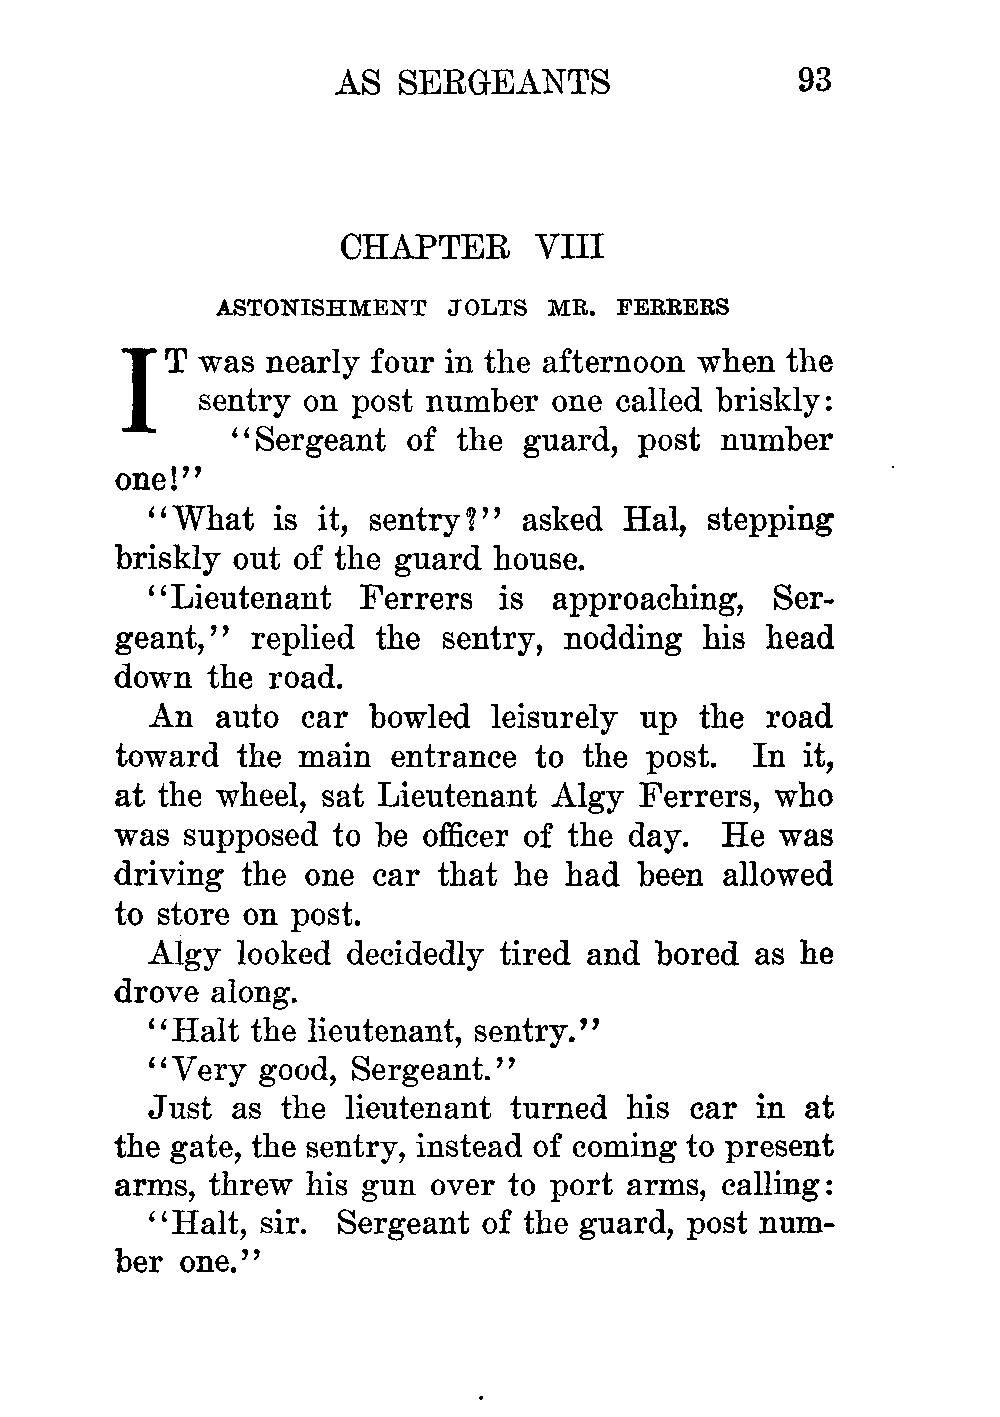 AS SERGEANTS 93
CHAPTER VIII
ASTONISHMENT JOLTS MR. FERRERS
IT was nearly four in the afternoon when the
sentry on post number one called briskly:
"Sergeant of the guard, post number
one!"
"What is it, sentry?" asked Hal, stepping
briskly out of the guard house.
"Lieutenant Ferrers is approaching, Ser-
geant," replied the sentry, nodding his head
down the road.
An auto car bowled leisurely up the road
toward the main entrance to the post. In it,
at the wheel, sat Lieutenant Algy Ferrers, who
was supposed to be officer of the day. He was
driving the one car that he had been allowed
to store on post.
Algy looked decidedly tired and bored as he
drove along.
"Halt the lieutenant, sentry."
"Very good, Sergeant."
Just as the lieutenant turned his car in at
the gate, the sentry, instead of coming to present
arms, threw his gun over to port arms, calling:
"Halt, sir. Sergeant of the guard, post num-
ber one."